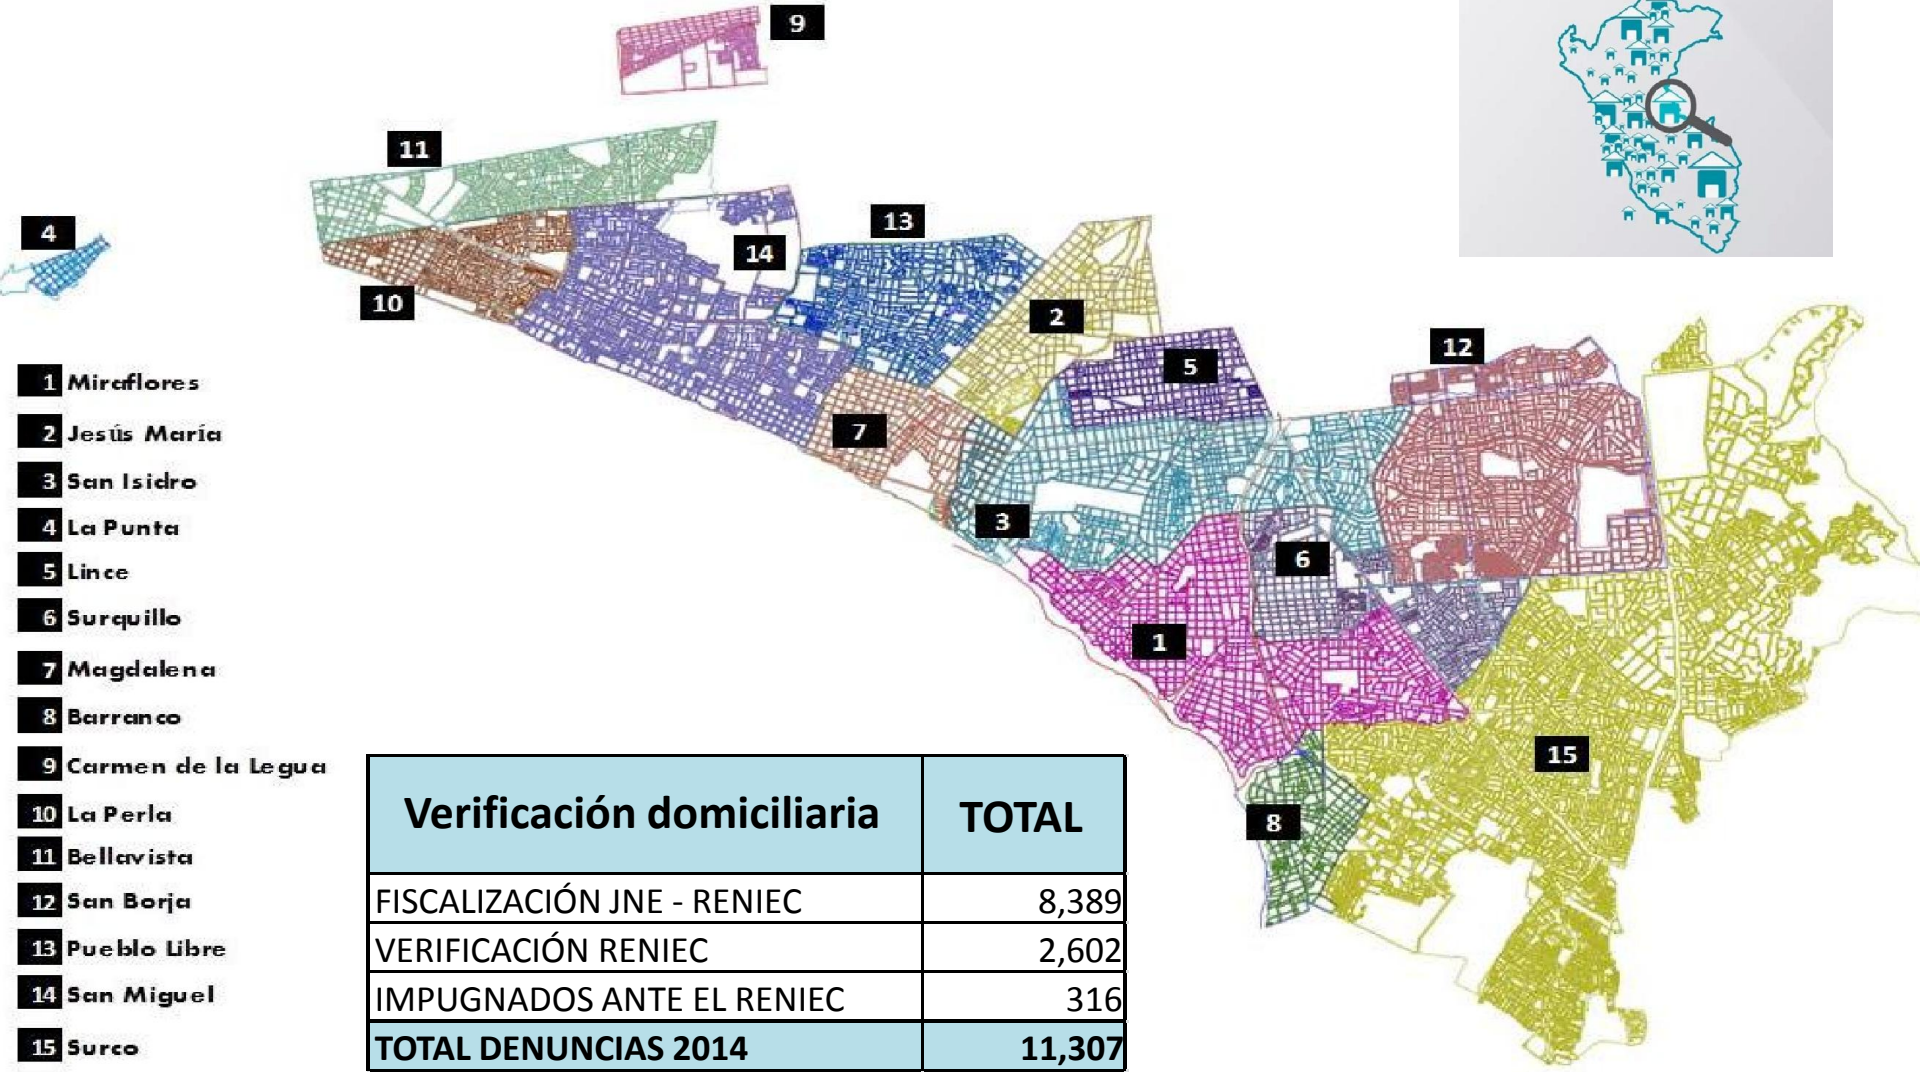 9
11
4
13
14
10
2
12
5
7
3
6
1
15
8
1 Miraflores
2 Jesús María
3 San Isidro
4 La Punta
5 Lince
6 Surquillo
7 Magdalena
8 Barranco
9 Carmen de la Legua
10 La Perla
11 Bellavista
12 San Borja
13 Pueblo Libre
14 San Miguel
15 Surco
Verificación domiciliaria TOTAL
FISCALIZACIÓN JNE - RENIEC 8,389
VERIFICACIÓN RENIEC 2,602
IMPUGNADOS ANTE EL RENIEC 316
TOTAL DENUNCIAS 2014 11,307